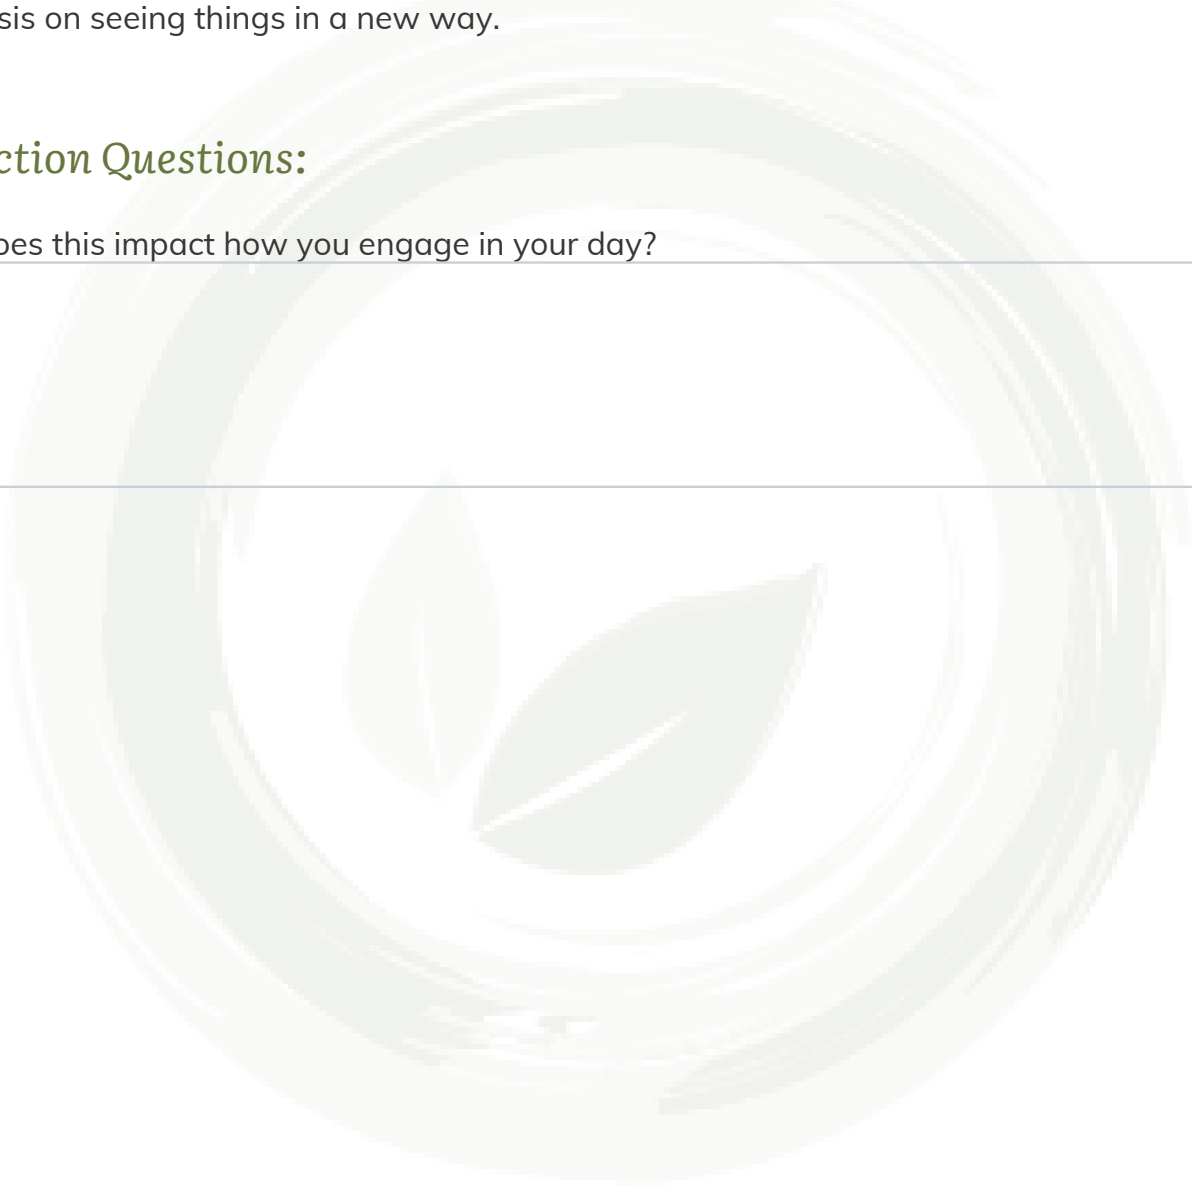 sis on seeing things in a new way.
ction Questions:
oes this impact how you engage in your day?